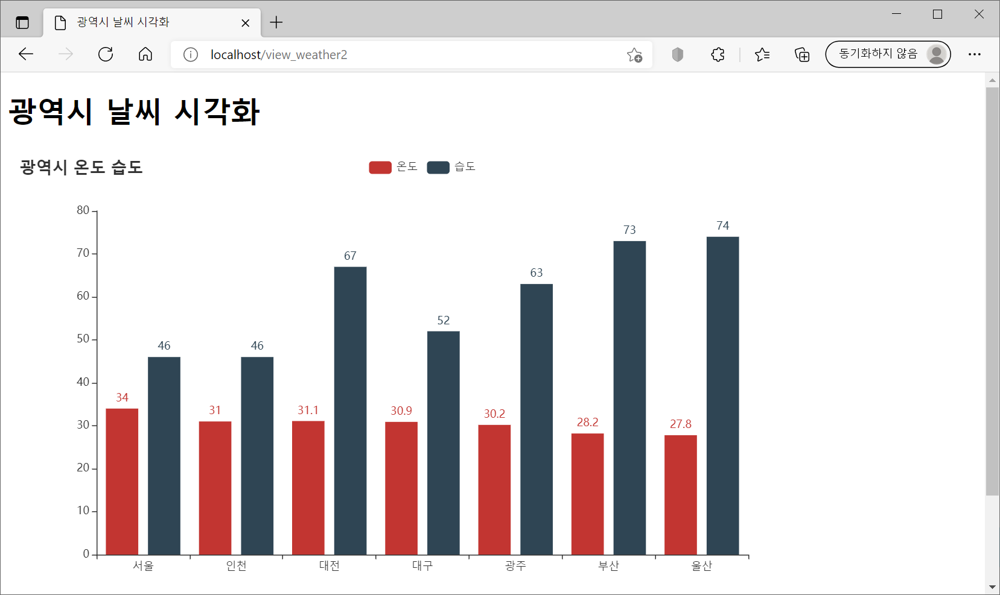 광역시 날씨 시각화
localhost/view_weather2
동기화하지 않음
광역시 날씨 시각화
광역시 온도 습도
온도 습도
80
70
60
50
40
30
20
10
0
34 46 31 46 31.1 67 30.9 52 30.2 63 28.2 73 27.8 74
서울 인천 대전 대구 광주 부산 울산